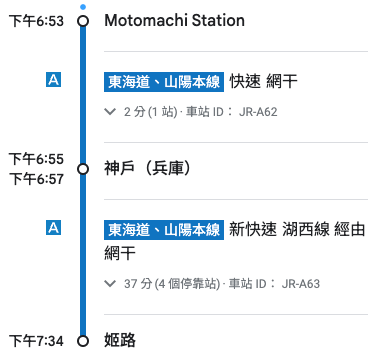 下午6:53 Motomachi Station
A 東海道、山陽本線 快速 網干
2 分 (1 站) · 車站 ID： JR-A62
下午6:55
下午6:57 神戶（兵庫）
A 東海道、山陽本線 新快速 湖西線 經由
網干
37 分 (4 個停靠站) · 車站 ID： JR-A63
下午7:34 姬路